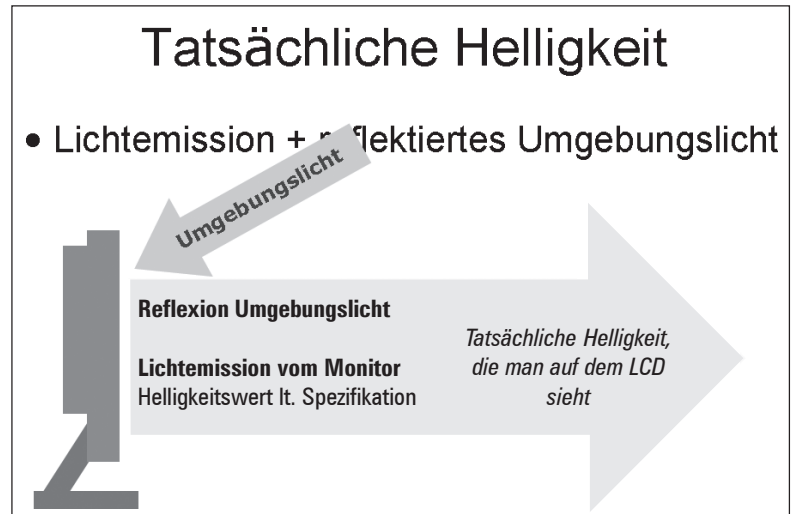 Tatsächliche Helligkeit
• Lichtemission + reflektiertes Umgebungslicht
Umgebungslicht
Reflexion Umgebungslicht
Lichtemission vom Monitor
Helligkeitswert lt. Spezifikation
Tatsächliche Helligkeit,
die man auf dem LCD
sieht